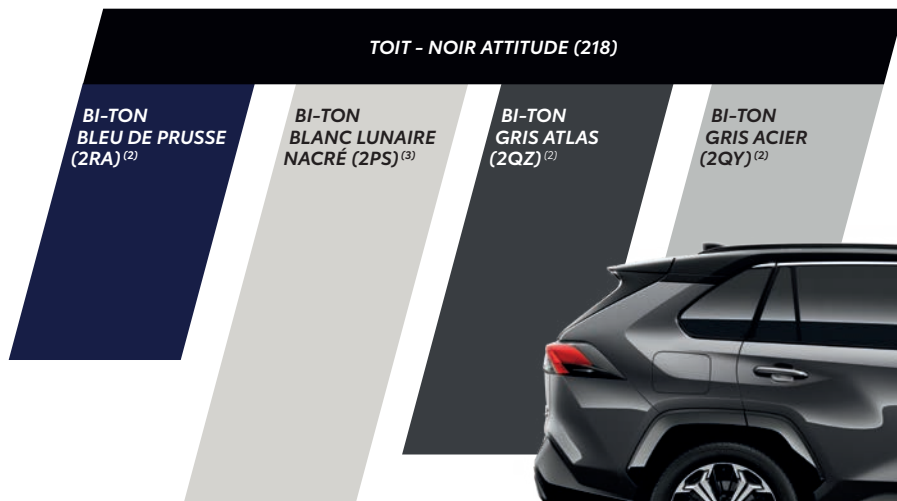 TOIT - NOIR ATTITUDE (218)
BI-TON
BLEU DE PRUSSE
(2RA) (2)
BI-TON
BLANC LUNAIRE
NACRÉ (2PS) (3)
BI-TON
GRIS ATLAS
(2QZ) (2)
BI-TON
GRIS ACIER
(2QY) (2)